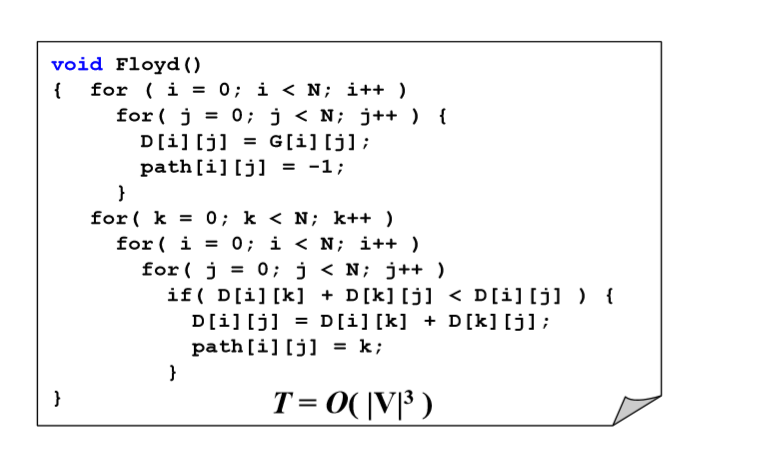 void Floyd()
{ for ( i = 0; i < N; i++ )
for( j = 0; j < N; j++ ) {
D[i][j] = G[i][j];
path[i][j] = -1;
}
for( k = 0; k < N; k++ )
for( i = 0; i < N; i++ )
for( j = 0; j < N; j++ )
if( D[i][k] + D[k][j] < D[i][j] ) {
D[i][j] = D[i][k] + D[k][j];
path[i][j] = k;
}
} T = O( |V|³ )